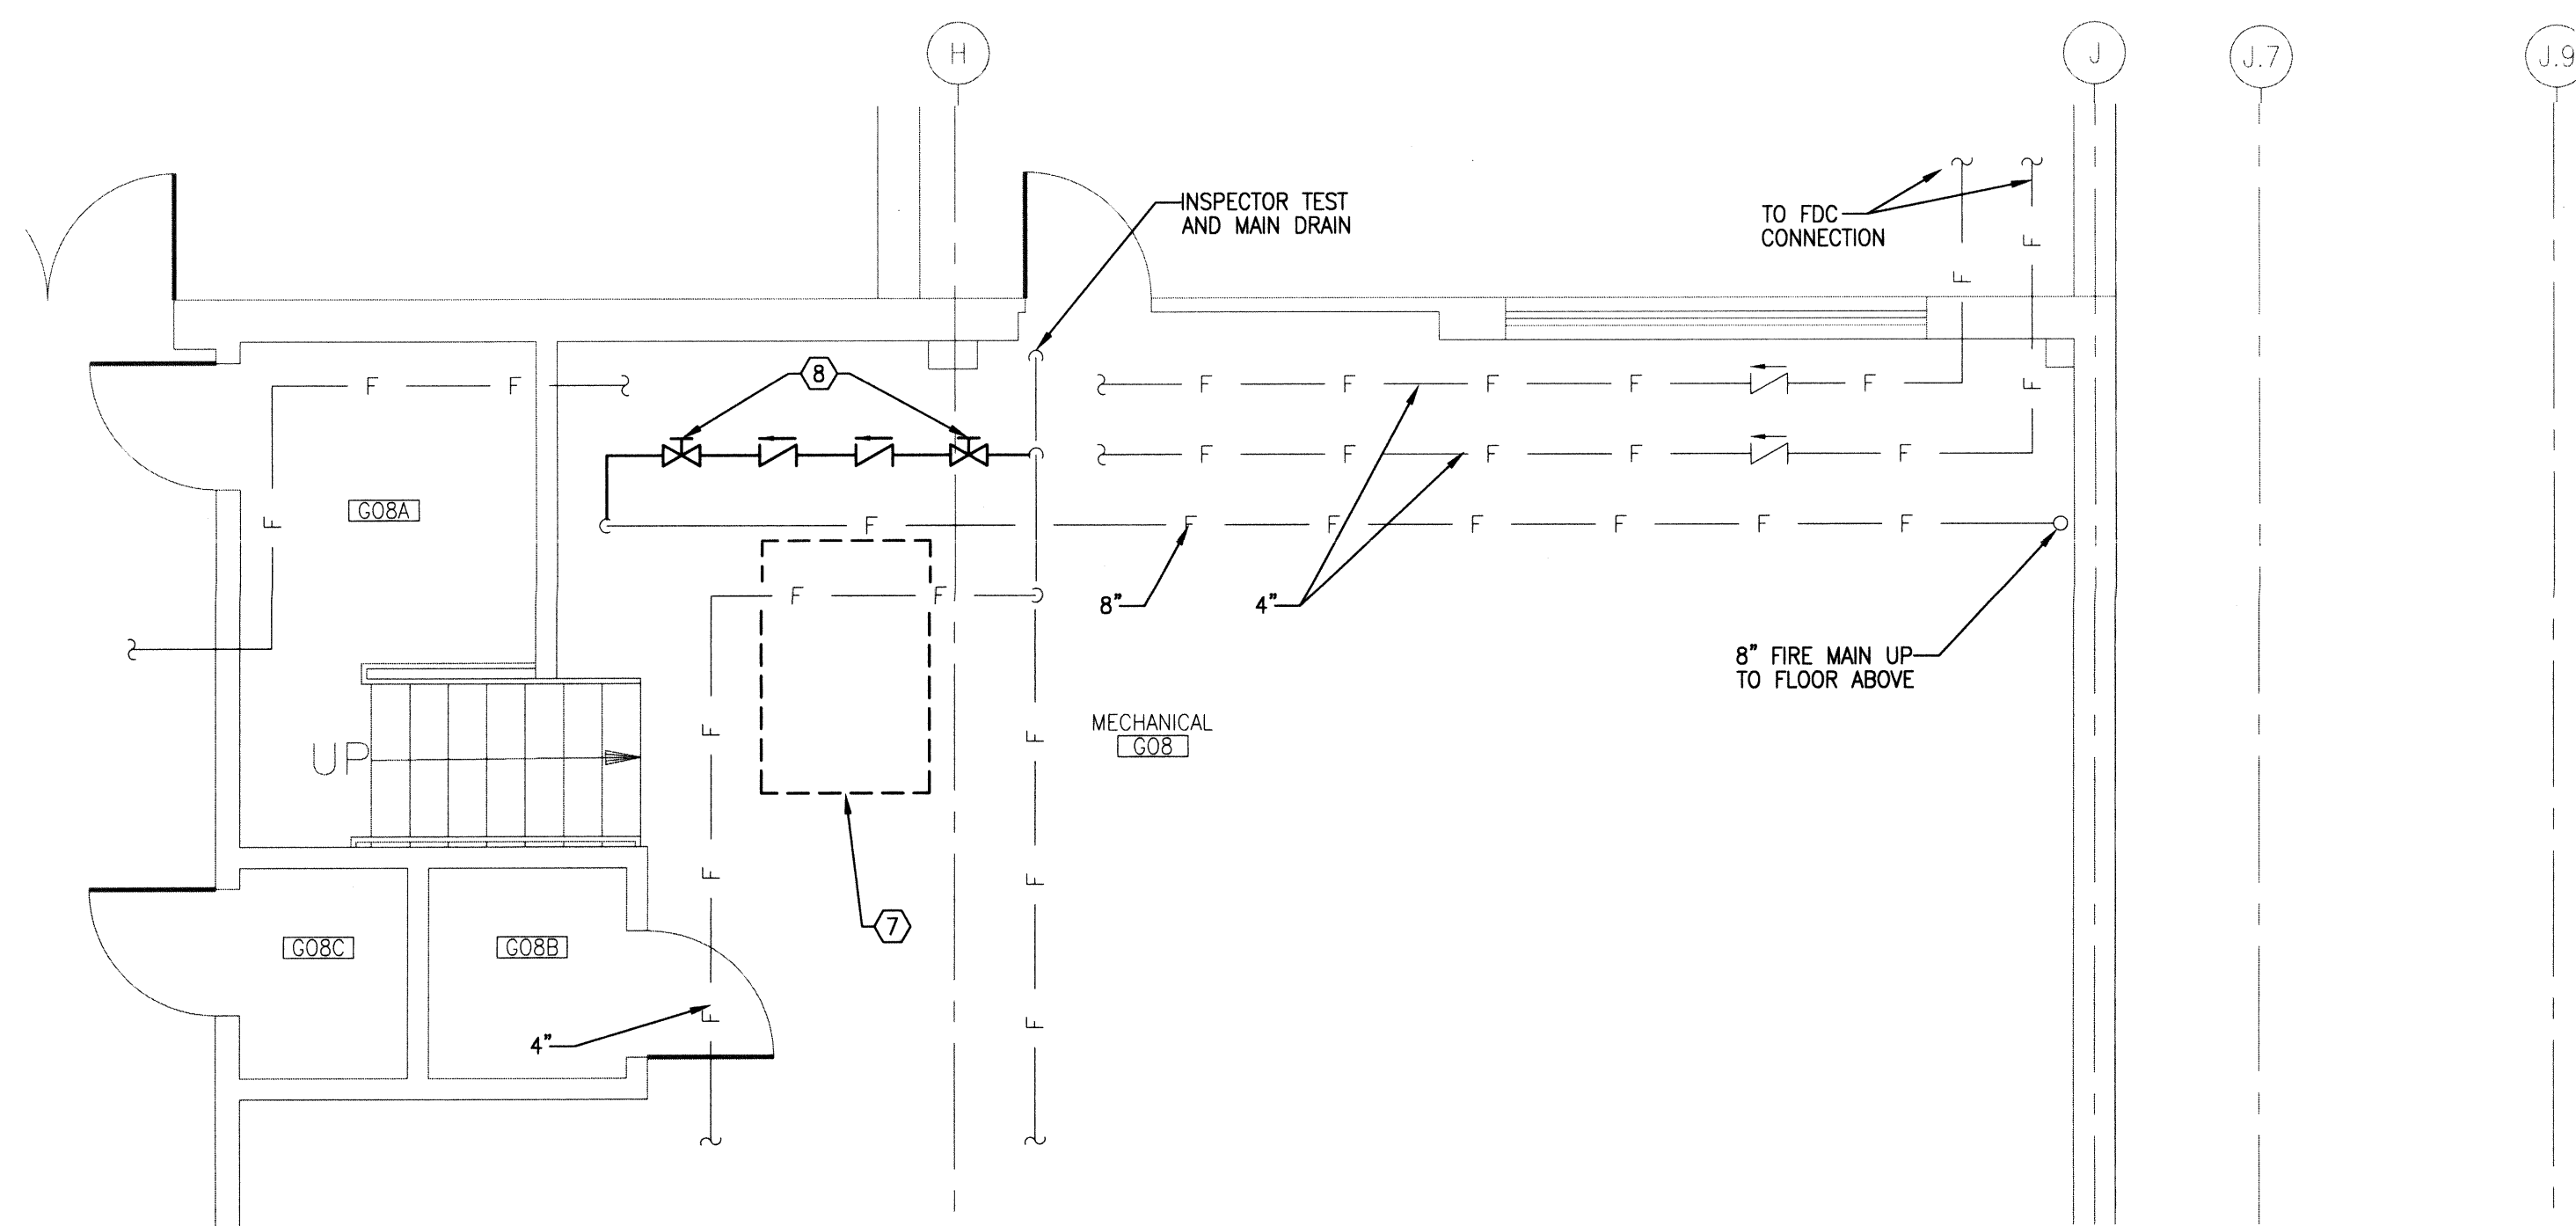 H
J
J.7
J.9
INSPECTOR TEST
AND MAIN DRAIN
TO FDC
CONNECTION
F
F
8
F F
F F F F F
F
F F F F F
G08A
F
F F F F F F F
F F
8"
4"
8" FIRE MAIN UP
TO FLOOR ABOVE
MECHANICAL
G08
F
F
UP
F
F
7
G08C
G08B
F
F
4"